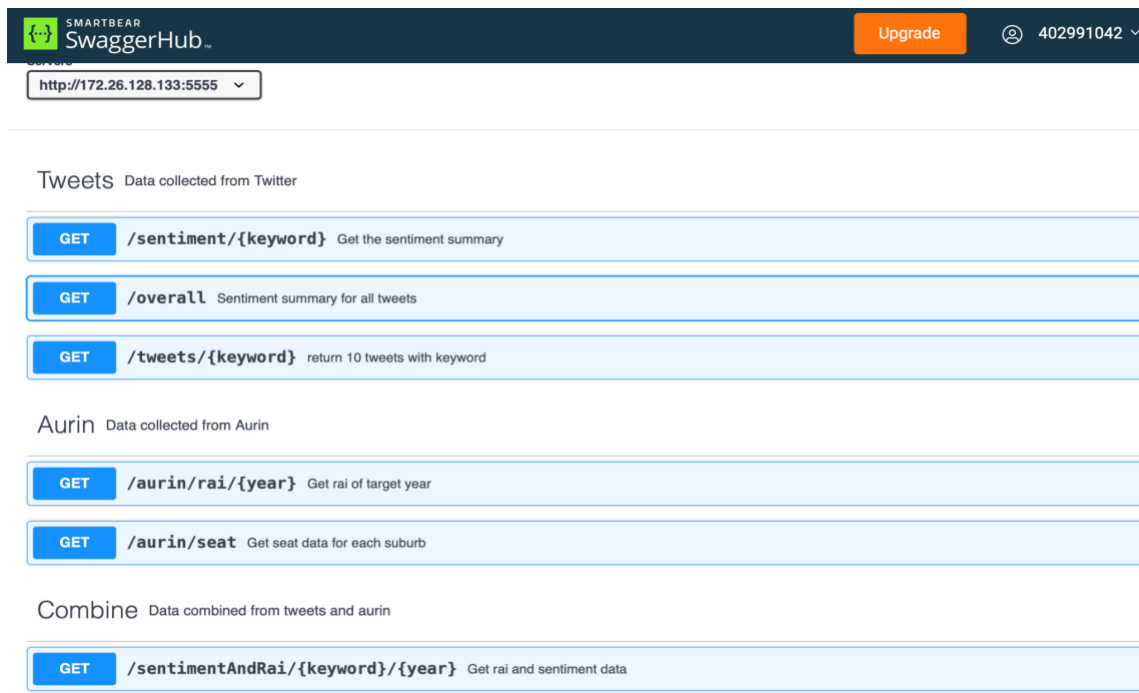 SMARTBEAR
{··} SwaggerHub™
Upgrade
402991042
Servers
http://172.26.128.133:5555
Tweets Data collected from Twitter
GET /sentiment/{keyword} Get the sentiment summary
GET /overall Sentiment summary for all tweets
GET /tweets/{keyword} return 10 tweets with keyword
Aurin Data collected from Aurin
GET /aurin/rai/{year} Get rai of target year
GET /aurin/seat Get seat data for each suburb
Combine Data combined from tweets and aurin
GET /sentimentAndRai/{keyword}/{year} Get rai and sentiment data